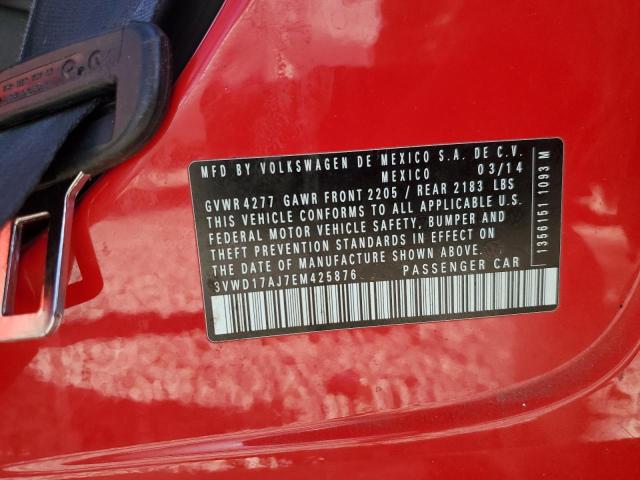 MFD BY VOLKSWAGEN DE MEXICO S.A. DE C.V.
MEXICO 03/14
GVWR 4277 GAWR FRONT 2205 / REAR 2183 LBS
THIS VEHICLE CONFORMS TO ALL APPLICABLE U.S.
FEDERAL MOTOR VEHICLE SAFETY, BUMPER AND
THEFT PREVENTION STANDARDS IN EFFECT ON THE
DATE OF MANUFACTURE SHOWN ABOVE.
3VWD17AJ7EM425876 PASSENGER CAR
1356151 1093 M